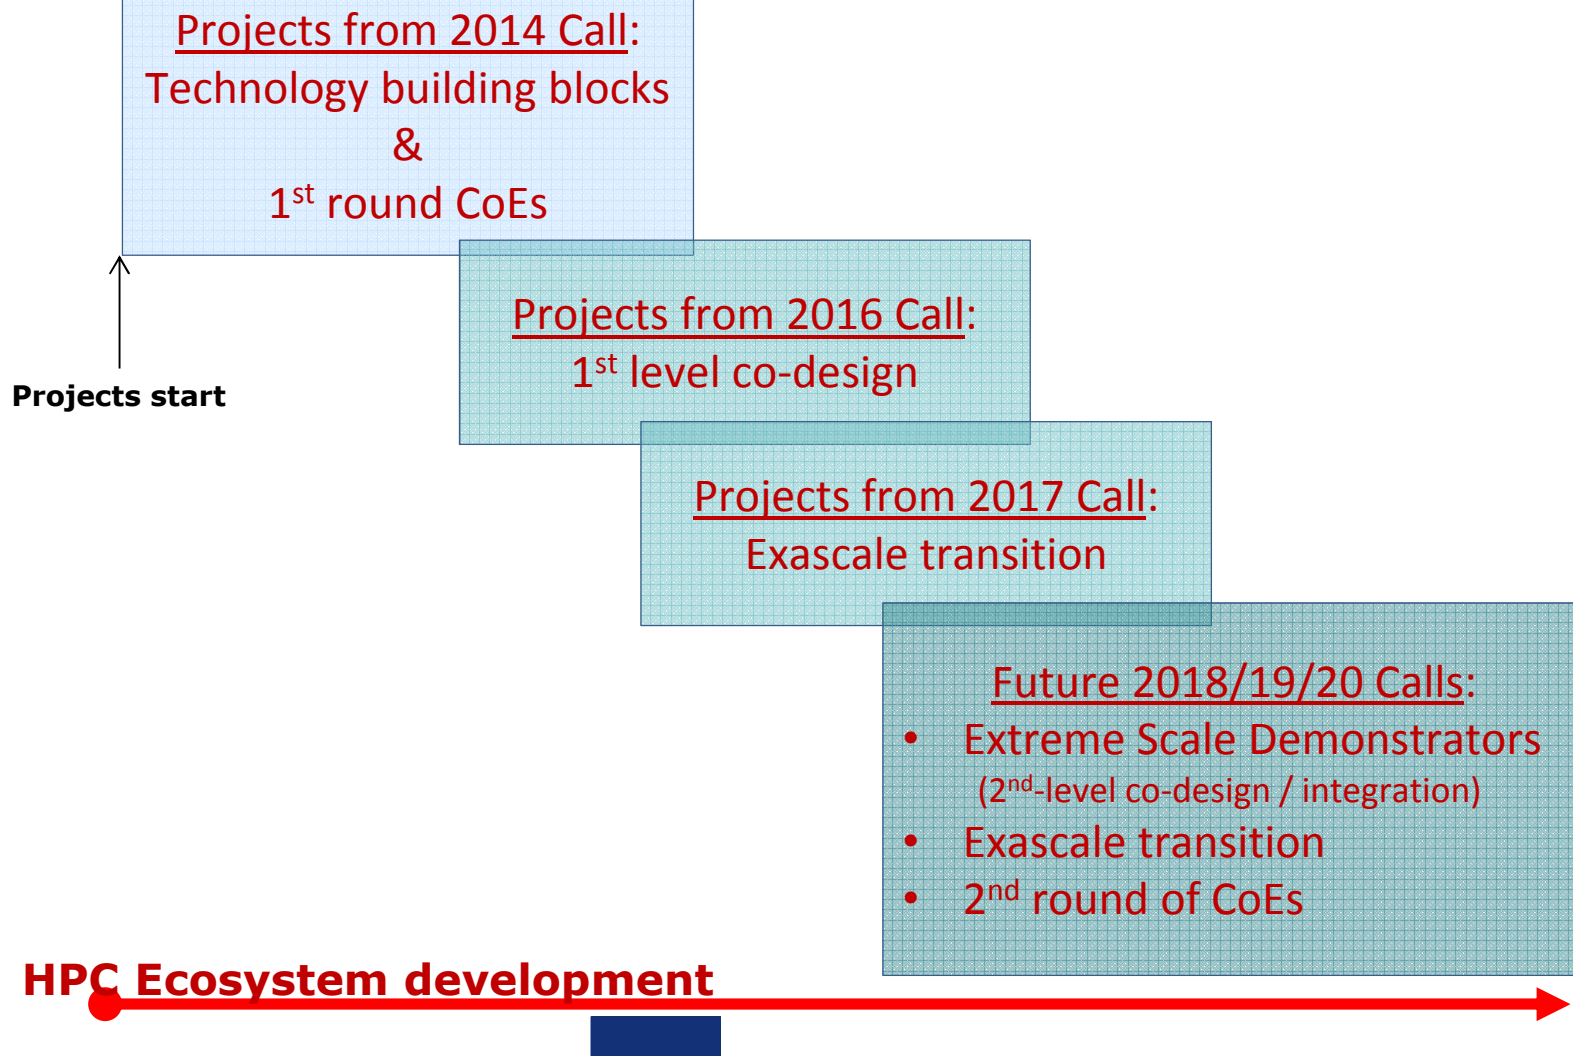 Projects from 2014 Call:
Technology building blocks
&
1st round CoEs
Projects from 2016 Call:
1st level co-design
Projects start
Projects from 2017 Call:
Exascale transition
Future 2018/19/20 Calls:
• Extreme Scale Demonstrators
(2nd-level co-design / integration)
• Exascale transition
• 2nd round of CoEs
HPC Ecosystem development